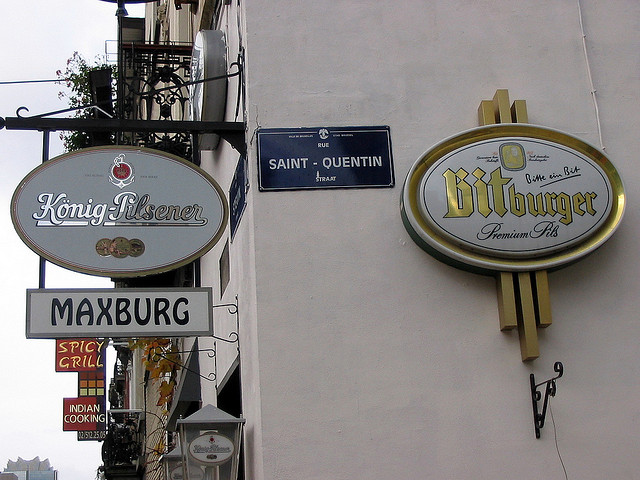 König-Pilsener
MAXBURG
SPICY
GRILL
INDIAN
COOKING
RUE
SAINT - QUENTIN
STRAAT
Bitte ein Bit
Bitburger
Premium Pils